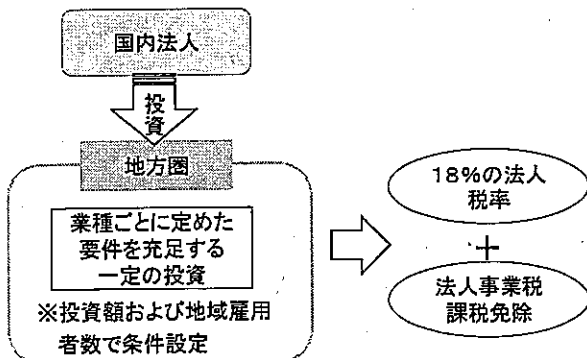 国内法人
投資
地方圏
業種ごとに定めた
要件を充足する
一定の投資
※投資額および地域雇用
者数で条件設定
18%の法人
税率
＋
法人事業税
課税免除